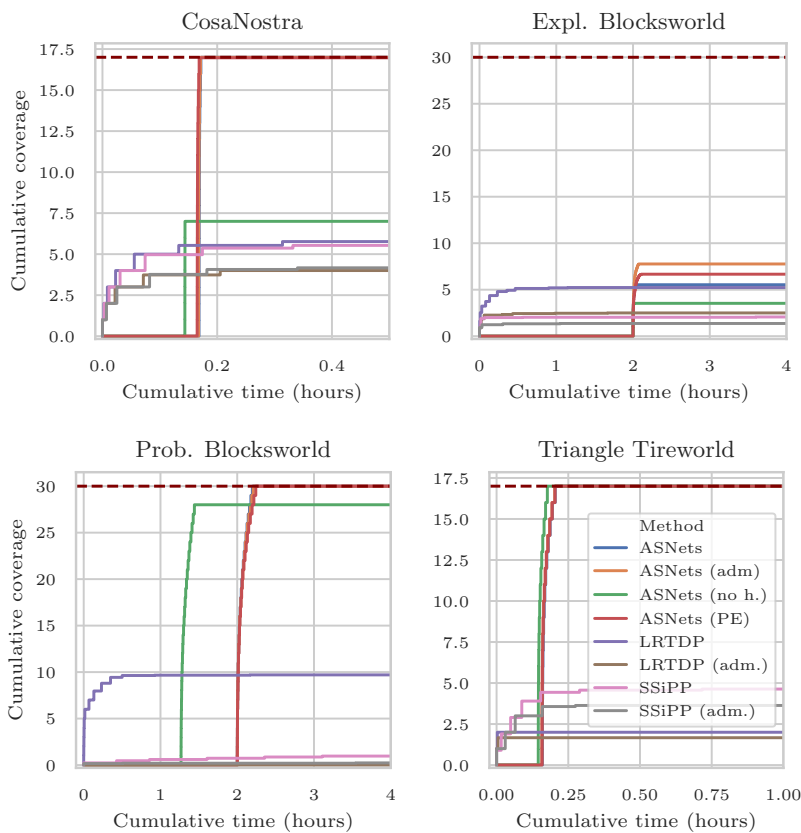 CosaNostra
Expl. Blocksworld
17.5
15.0
12.5
10.0
7.5
5.0
2.5
0.0
Cumulative coverage
0.0
0.2
0.4
Cumulative time (hours)
30
25
20
15
10
5
0
0
1
2
3
4
Cumulative time (hours)
Prob. Blocksworld
Triangle Tireworld
30
25
20
15
10
5
0
Cumulative coverage
0
1
2
3
4
Cumulative time (hours)
17.5
15.0
12.5
10.0
7.5
5.0
2.5
0.0
Method
ASNets
ASNets (adm)
ASNets (no h.)
ASNets (PE)
LRTDP
LRTDP (adm.)
SSiPP
SSiPP (adm.)
0.00
0.25
0.50
0.75
1.00
Cumulative time (hours)